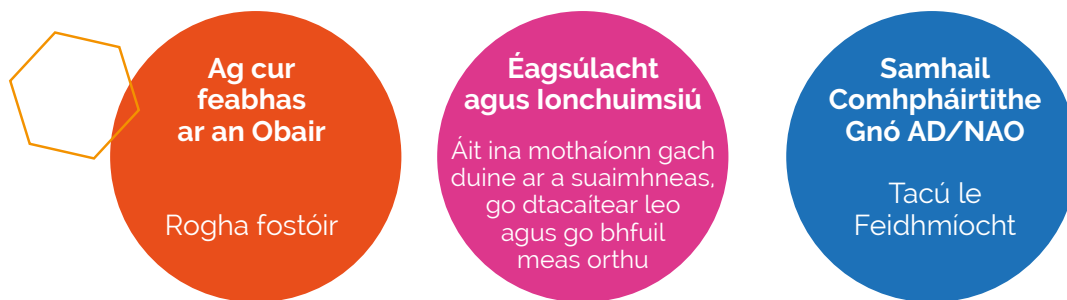 Ag cur
feabhas
ar an Obair
Rogha fostóir
Éagsúlacht
agus Ionchuimsiú
Áit ina mothaíonn gach
duine ar a suaimhneas,
go dtacaítear leo
agus go bhfuil
meas orthu
Samhail
Comhpháirtithe
Gnó AD/NAO
Tacú le
Feidhmíocht